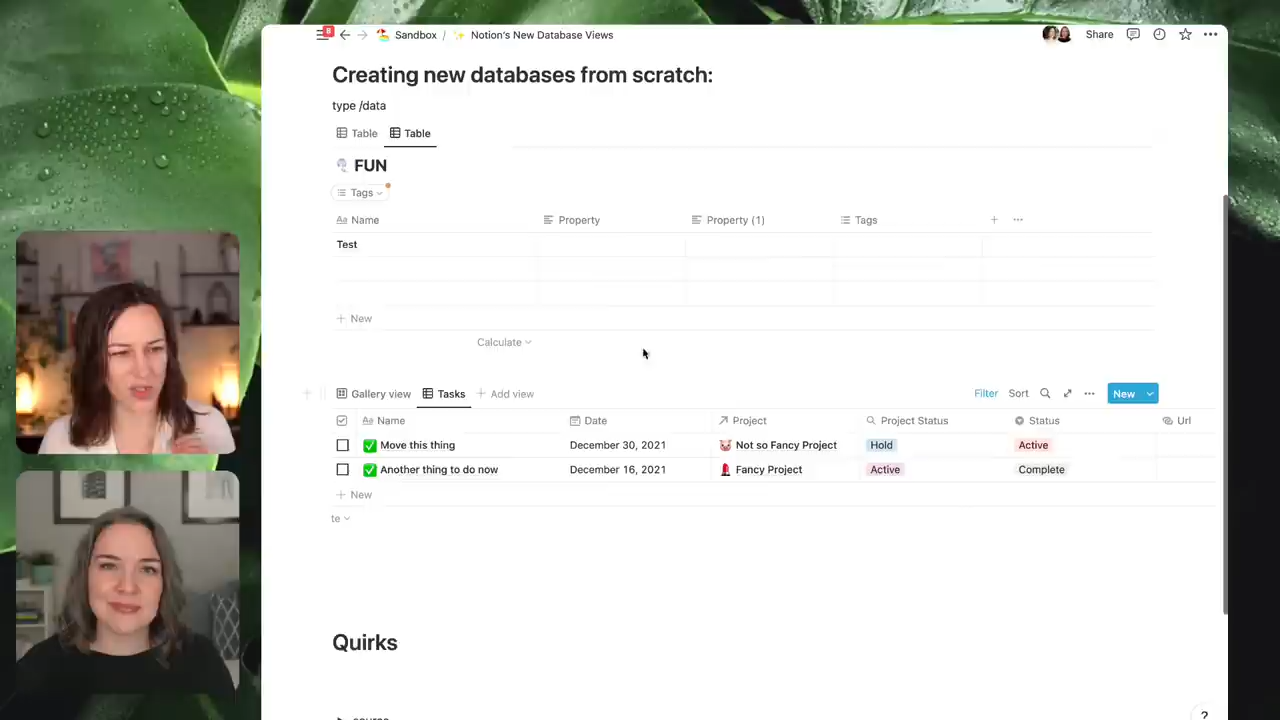 8 Sandbox / Notion's New Database Views Share
Creating new databases from scratch:
type /data
Table Table
FUN
Tags
Aa Name Property Property (1) Tags
Test
+ New
Calculate
Gallery view Tasks + Add view Filter Sort New
Aa Name Date Project Project Status Status Url
Move this thing December 30, 2021 Not so Fancy Project Hold Active
Another thing to do now December 16, 2021 Fancy Project Active Complete
+ New
te
Quirks
?